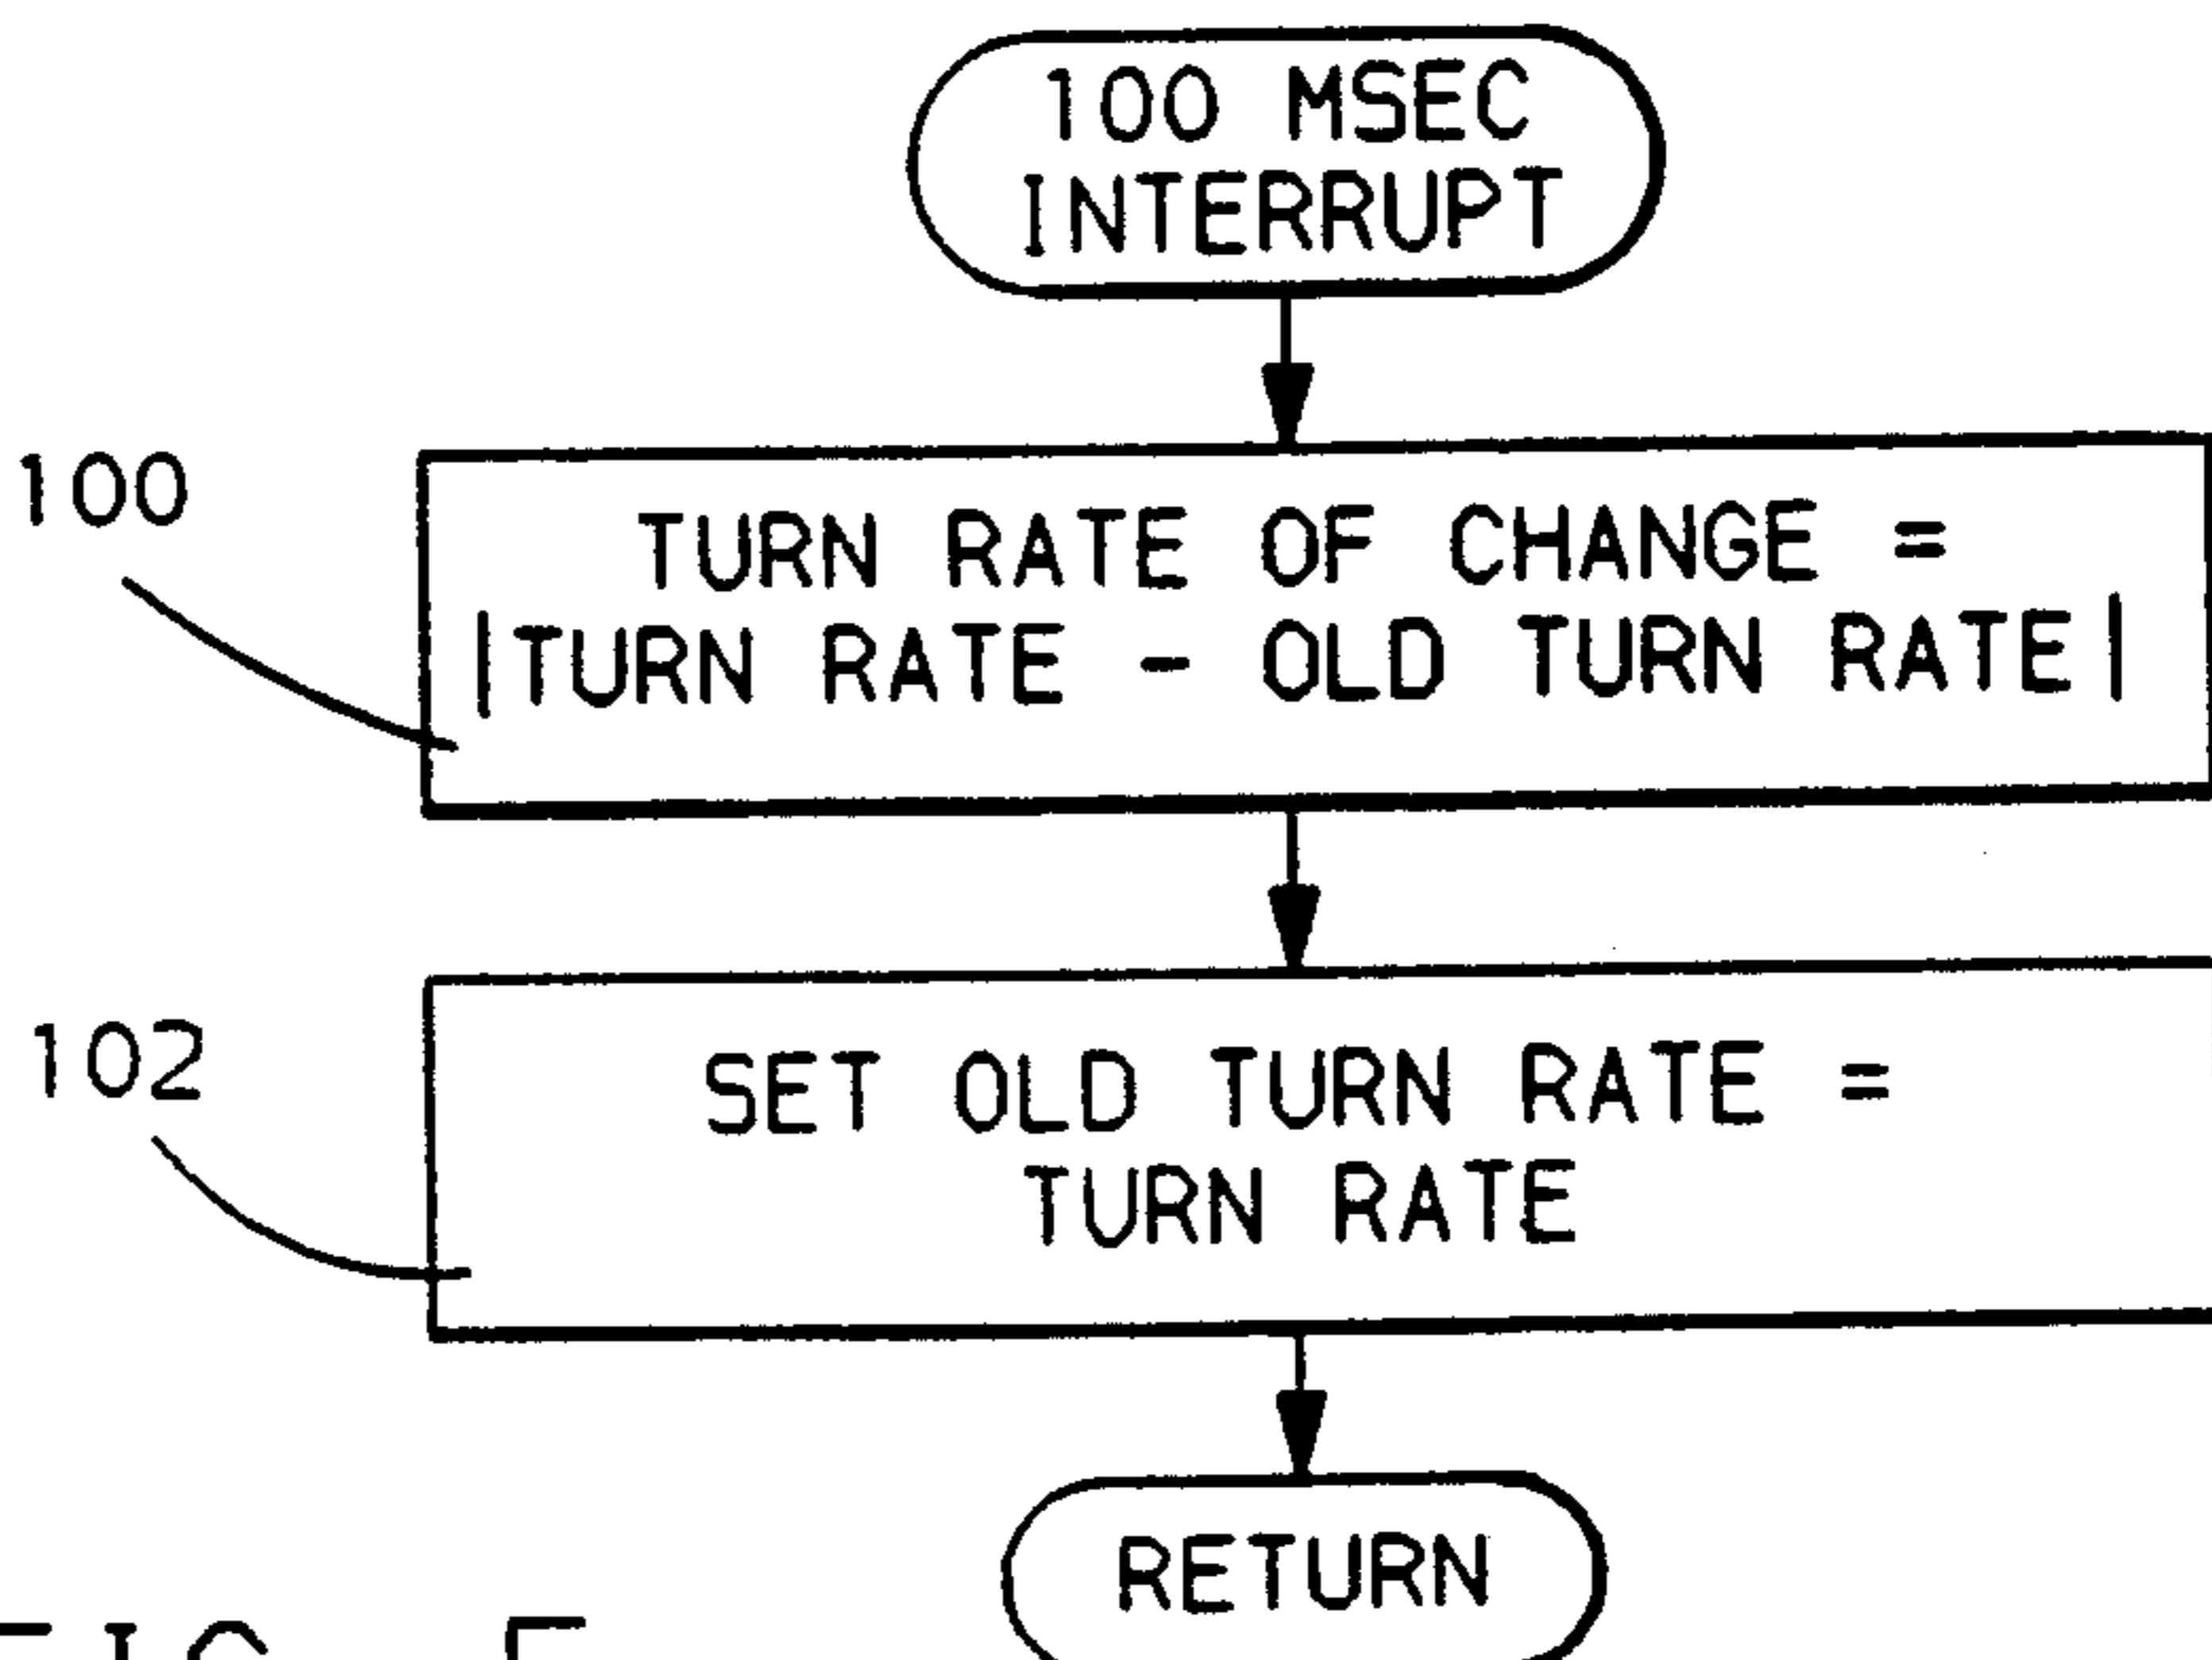 100 MSEC
INTERRUPT
100
TURN RATE OF CHANGE =
|TURN RATE - OLD TURN RATE|
102
SET OLD TURN RATE =
TURN RATE
RETURN